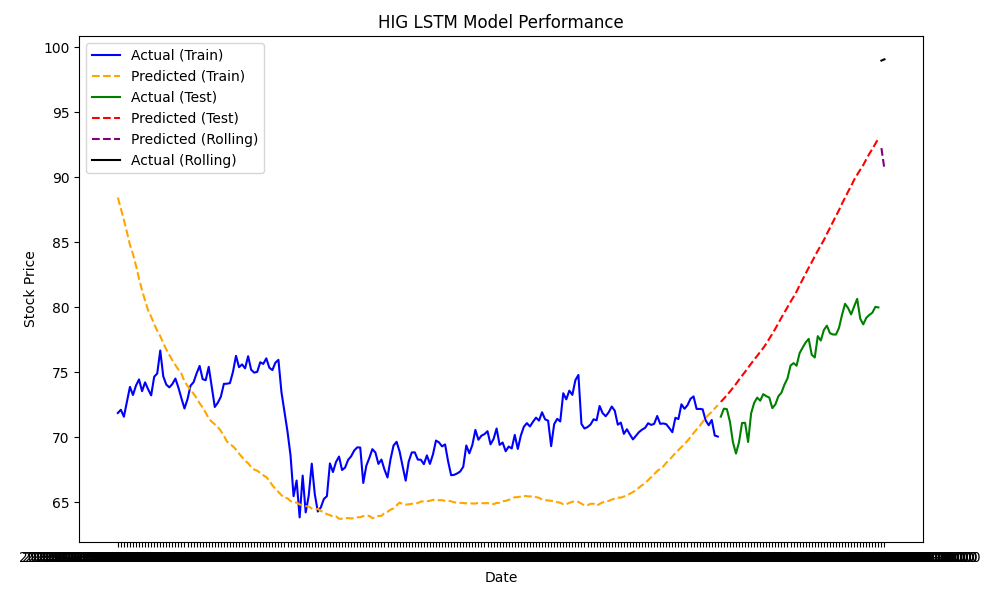 HIG LSTM Model Performance
Actual (Train)
Predicted (Train)
Actual (Test)
Predicted (Test)
Predicted (Rolling)
Actual (Rolling)
100
95
90
85
80
75
70
65
Stock Price
Date